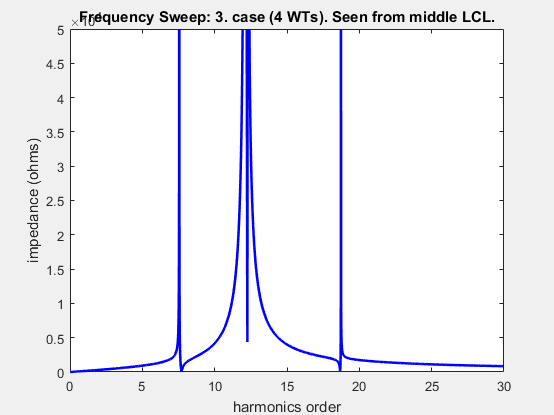 Frequency Sweep: 3. case (4 WTs). Seen from middle LCL.
5
4.5
4
3.5
3
2.5
2
1.5
1
0.5
0
impedance (ohms)
0 5 10 15 20 25 30
harmonics order